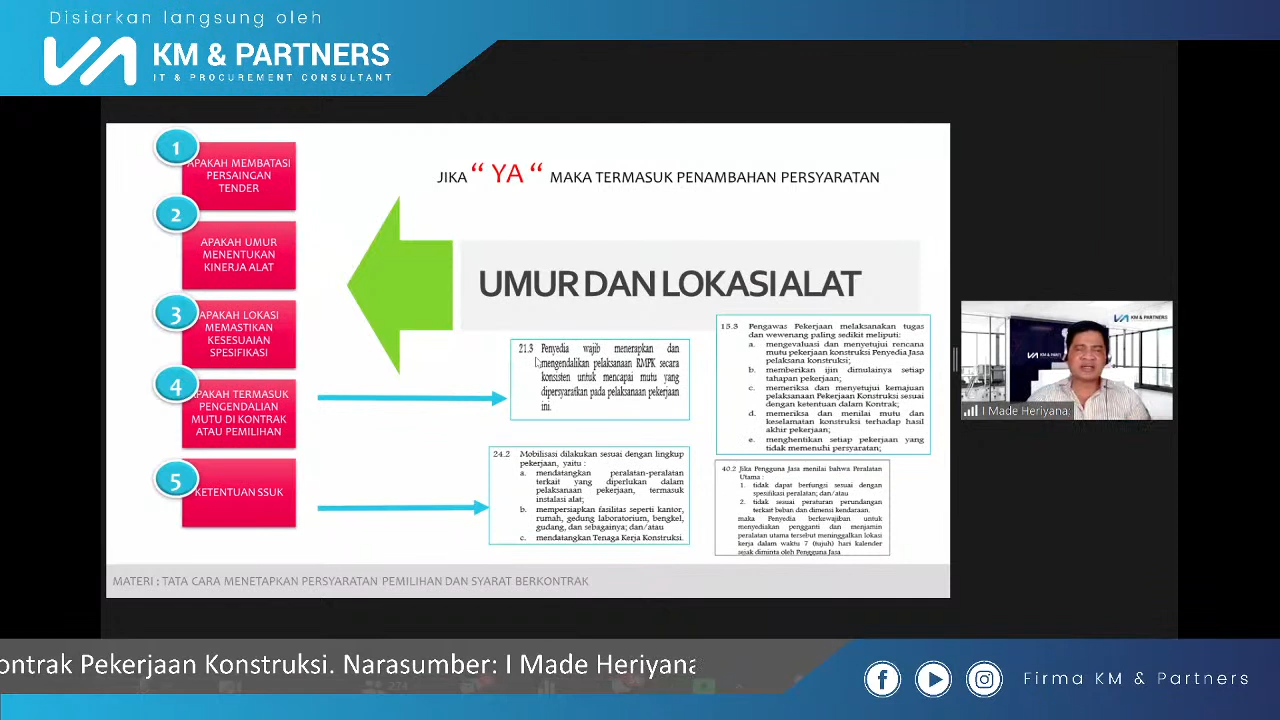 Disiarkan langsung oleh
KM & PARTNERS
IT & PROCUREMENT CONSULTANT
1
APAKAH MEMBATASI
PERSAINGAN
TENDER
2
APAKAH UMUR
MENENTUKAN
KINERJA ALAT
3
APAKAH LOKASI
MEMASTIKAN
KESESUAIAN
SPESIFIKASI
4
APAKAH TERMASUK
PENGENDALIAN
MUTU DI KONTRAK
ATAU PEMILIHAN
5
KETENTUAN SSUK
JIKA “ YA “ MAKA TERMASUK PENAMBAHAN PERSYARATAN
UMUR DAN LOKASI ALAT
21.3 Penyedia wajib menerapkan dan
mengendalikan pelaksanaan RMPK secara
konsisten untuk mencapai mutu yang
dipersyaratkan pada pelaksanaan pekerjaan
ini.
15.3 Pengawas Pekerjaan melaksanakan tugas
dan wewenang paling sedikit meliputi:
a. mengevaluasi dan menyetujui rencana
mutu pekerjaan konstruksi Penyedia Jasa
pelaksana konstruksi;
b. memberikan ijin dimulainya setiap
tahapan pekerjaan;
c. memeriksa dan menyetujui kemajuan
pelaksanaan Pekerjaan Konstruksi sesuai
dengan ketentuan dalam Kontrak;
d. memeriksa dan menilai mutu dan
keselamatan konstruksi terhadap hasil
akhir pekerjaan;
e. menghentikan setiap pekerjaan yang
tidak memenuhi persyaratan;
24.2 Mobilisasi dilakukan sesuai dengan lingkup
pekerjaan, yaitu :
a. mendatangkan peralatan-peralatan
terkait yang diperlukan dalam
pelaksanaan pekerjaan, termasuk
instalasi alat;
b. mempersiapkan fasilitas seperti kantor,
rumah, gedung laboratorium, bengkel,
gudang, dan sebagainya; dan/atau
c. mendatangkan Tenaga Kerja Konstruksi.
40.2 Jika Pengguna Jasa menilai bahwa Peralatan
Utama :
1. tidak dapat berfungsi sesuai dengan
spesifikasi peralatan; dan/atau
2. tidak sesuai peraturan perundangan
terkait beban dan dimensi kendaraan.
maka Penyedia berkewajiban untuk
menyediakan pengganti dan menjamin
peralatan utama tersebut meninggalkan lokasi
kerja dalam waktu 7 (tujuh) hari kalender
sejak diminta oleh Pengguna Jasa
MATERI : TATA CARA MENETAPKAN PERSYARATAN PEMILIHAN DAN SYARAT BERKONTRAK
KM & PARTNERS
I Made Heriyana:
ontrak Pekerjaan Konstruksi. Narasumber: I Made Heriyana
Firma KM & Partners